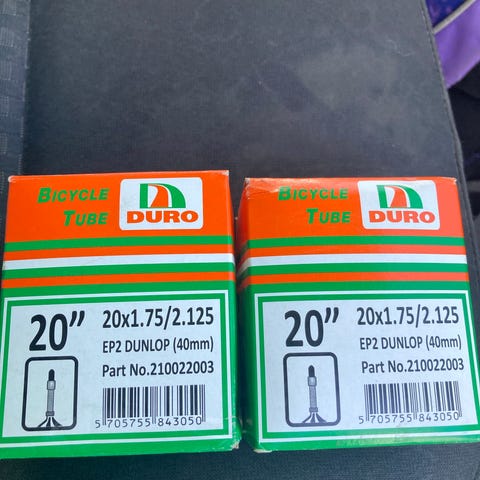 BICYCLE TUBE
DURO
20”
20x1.75/2.125
EP2 DUNLOP (40mm)
Part No.210022003
5 705755 843050
BICYCLE TUBE
DURO
20”
20x1.75/2.125
EP2 DUNLOP (40mm)
Part No.210022003
5 705755 843050